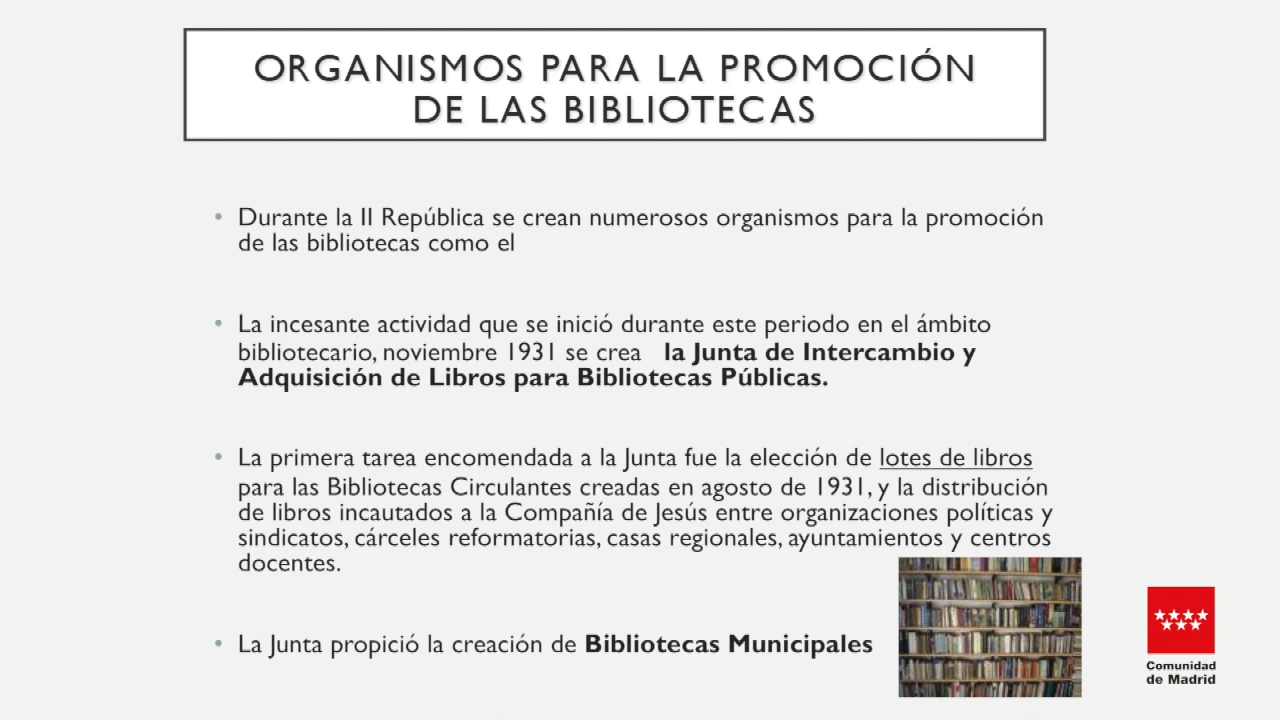 ORGANISMOS PARA LA PROMOCIÓN
DE LAS BIBLIOTECAS
• Durante la II República se crean numerosos organismos para la promoción
de las bibliotecas como el
• La incesante actividad que se inició durante este periodo en el ámbito
bibliotecario, noviembre 1931 se crea la Junta de Intercambio y
Adquisición de Libros para Bibliotecas Públicas.
• La primera tarea encomendada a la Junta fue la elección de lotes de libros
para las Bibliotecas Circulantes creadas en agosto de 1931, y la distribución
de libros incautados a la Compañía de Jesús entre organizaciones políticas y
sindicatos, cárceles reformatorias, casas regionales, ayuntamientos y centros
docentes.
• La Junta propició la creación de Bibliotecas Municipales
Comunidad
de Madrid